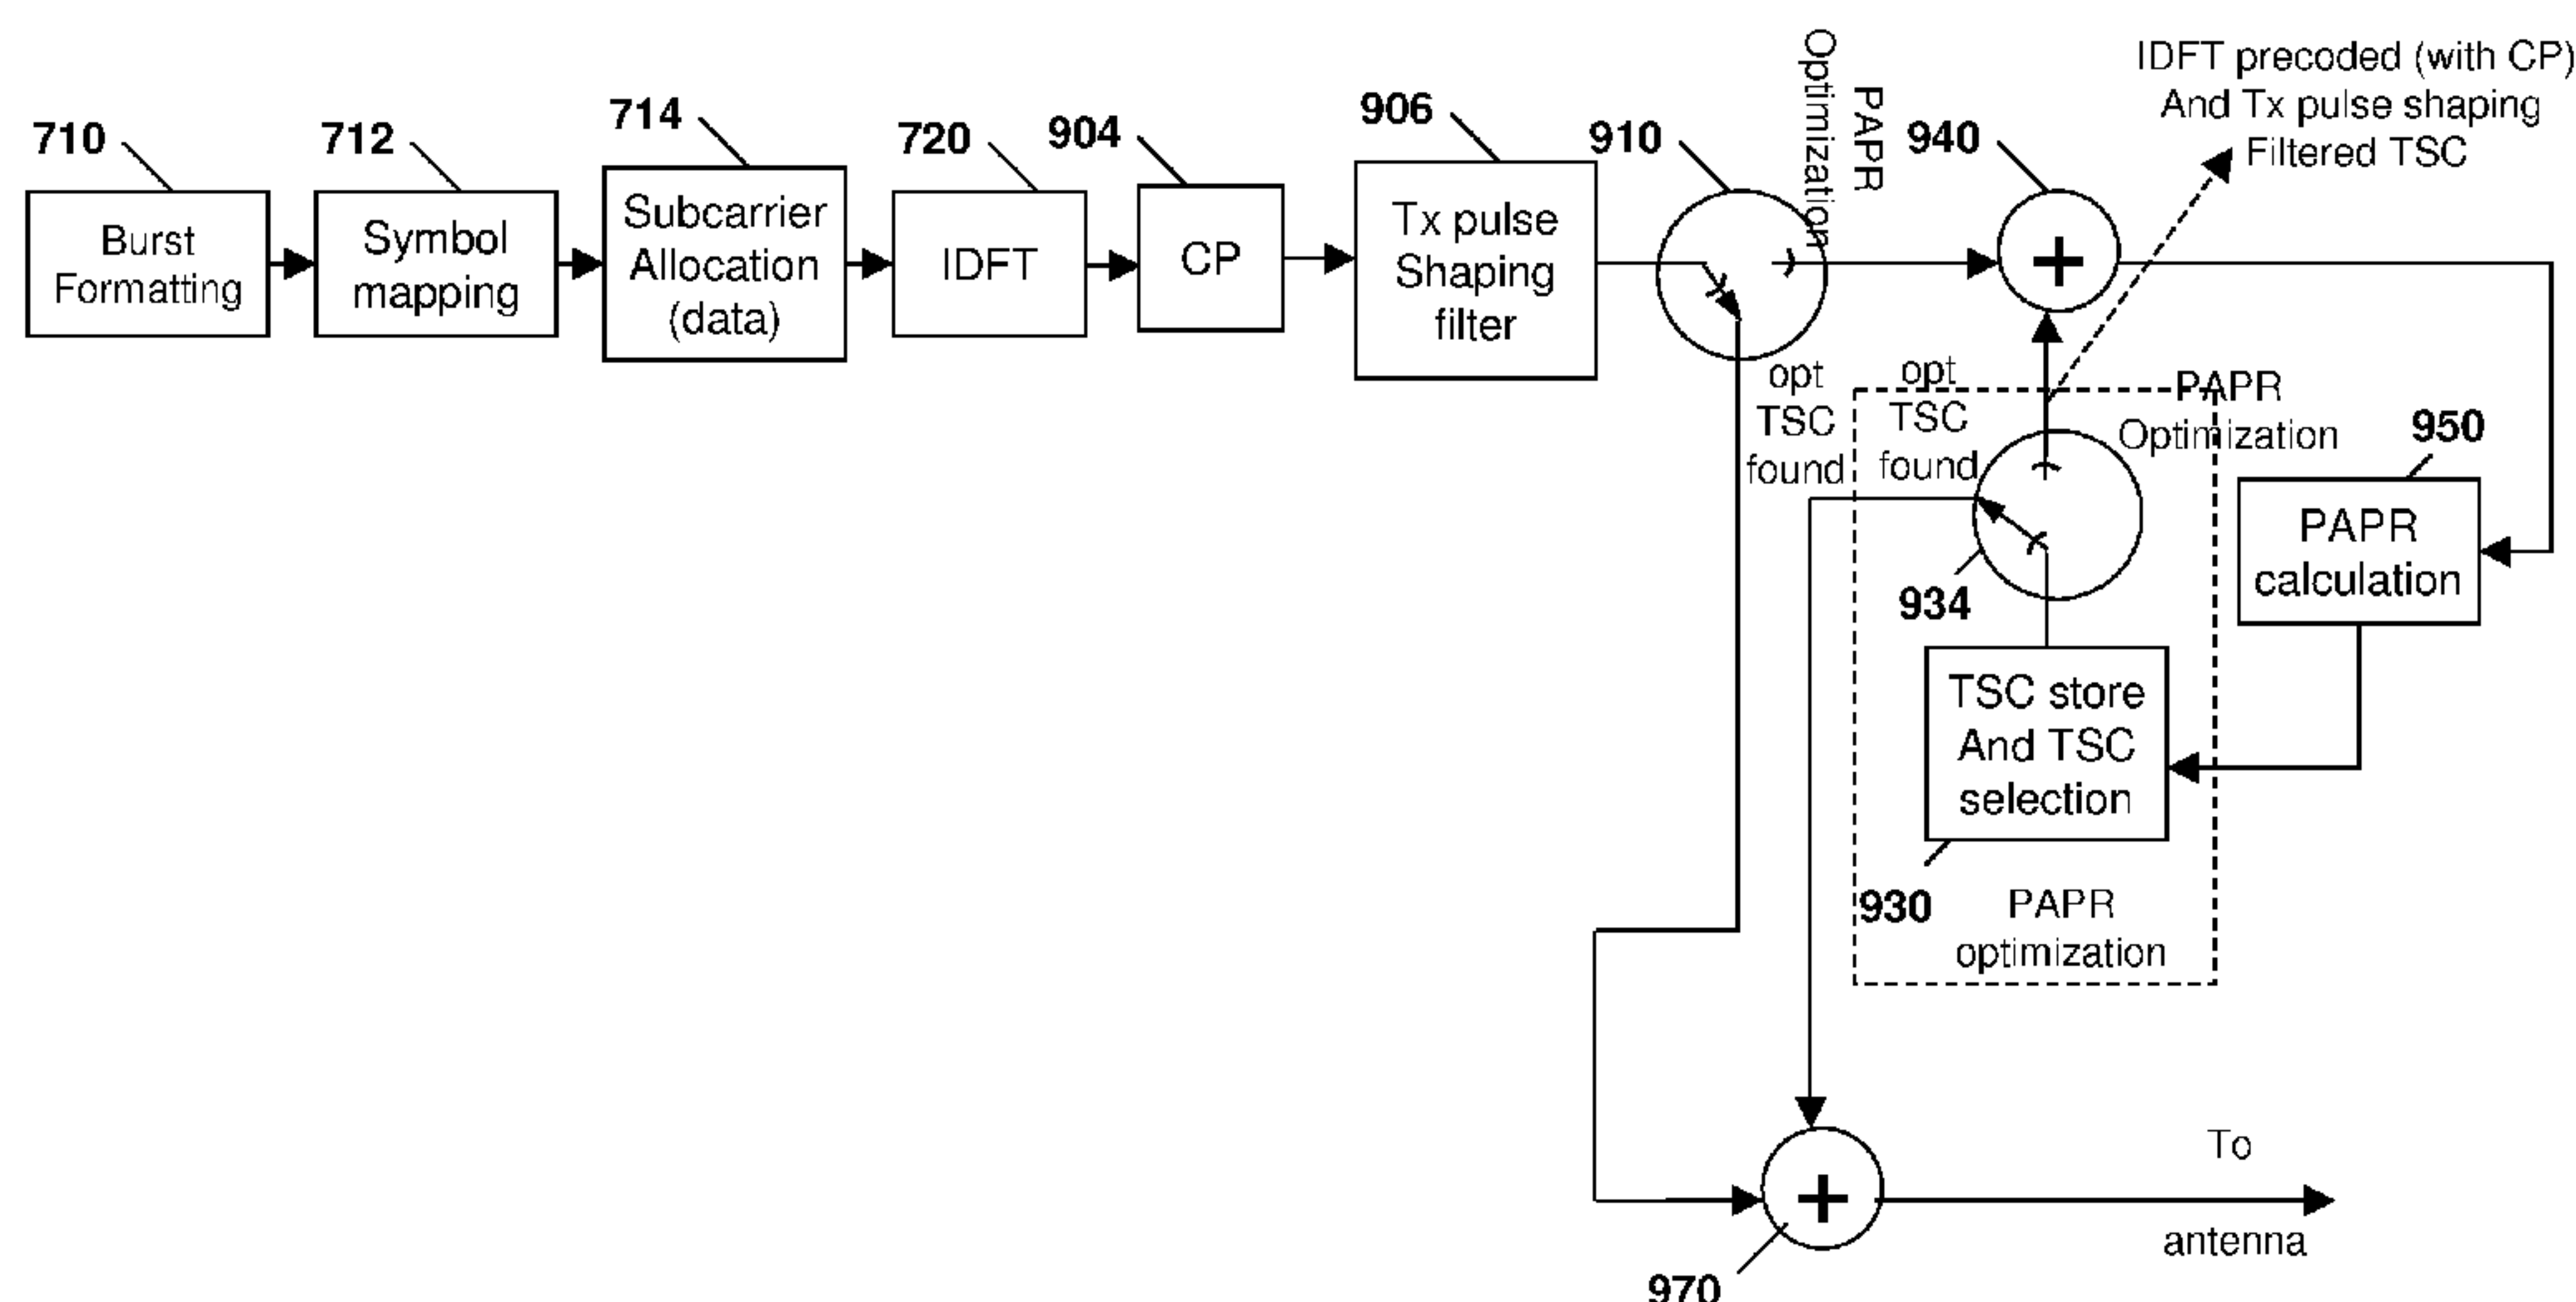 710
Burst
Formatting
712
Symbol
mapping
714
Subcarrier
Allocation
(data)
720
IDFT
904
CP
906
Tx pulse
Shaping
filter
910
PAPR
Optimization
940
+
IDFT precoded (with CP)
And Tx pulse shaping
Filtered TSC
opt
TSC
found
opt
TSC
found
PAPR
Optimization
950
PAPR
calculation
934
TSC store
And TSC
selection
930
PAPR
optimization
+
970
To
antenna